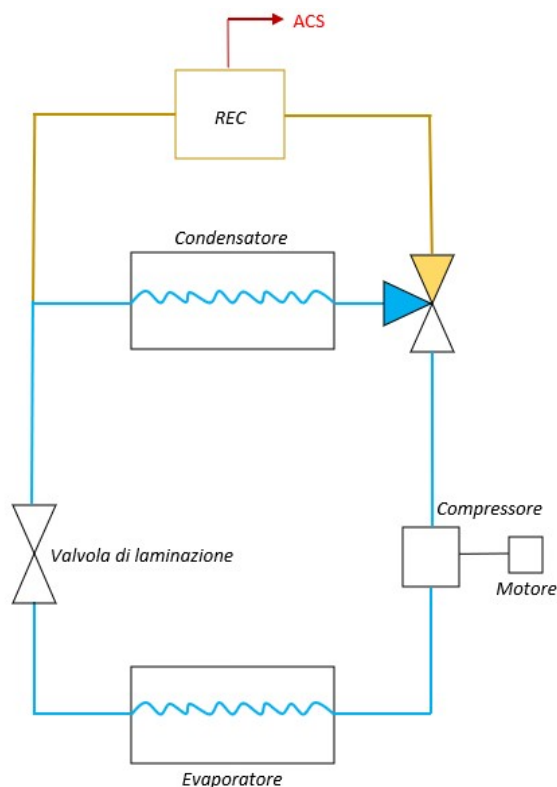 ACS
REC
Condensatore
Compressore
Valvola di laminazione
Motore
Evaporatore